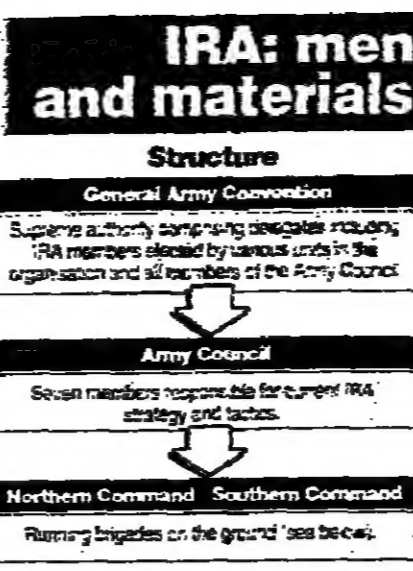 IRA: men
and materials
Structure
General Army Convention
Supreme authority comprising delegates including
IRA members elected by various units in the
organisation and all members of the Army Council
Army Council
Seven members responsible for current IRA
strategy and tactics.
Northern Command Southern Command
Running brigades on the ground (see below).